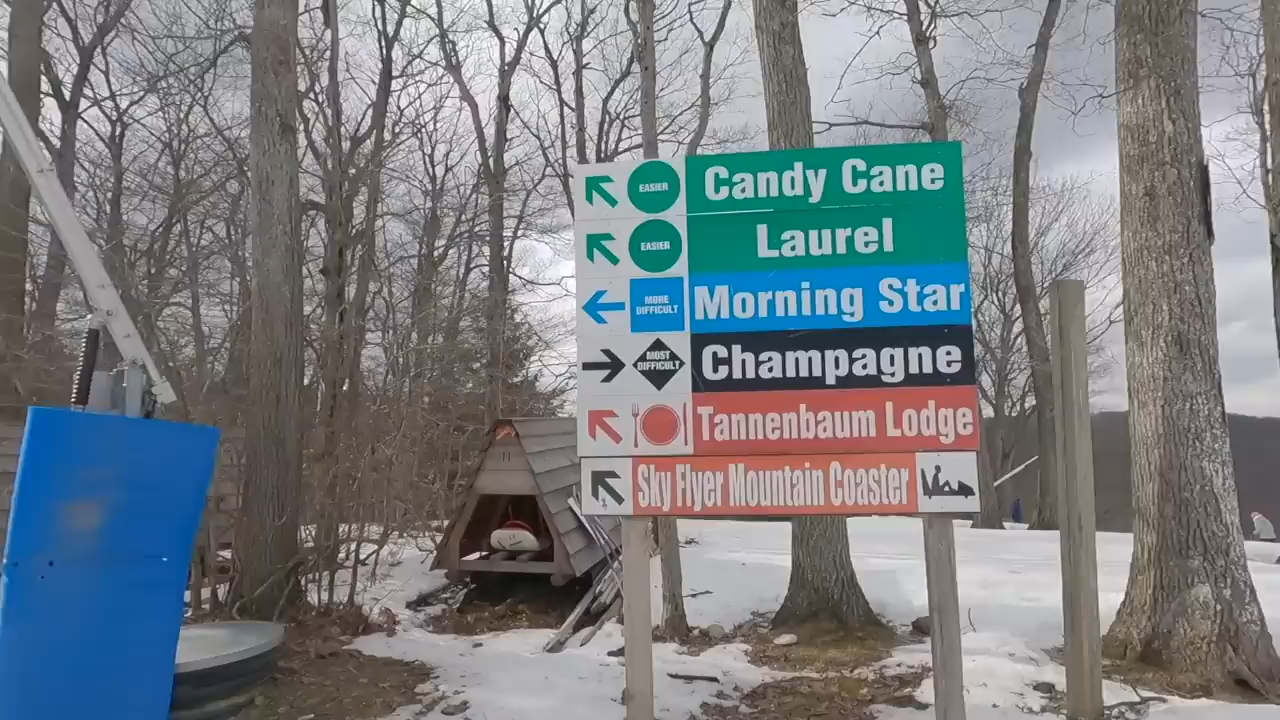 EASIER Candy Cane
EASIER Laurel
MORE DIFFICULT Morning Star
MOST DIFFICULT Champagne
Tannenbaum Lodge
Sky Flyer Mountain Coaster